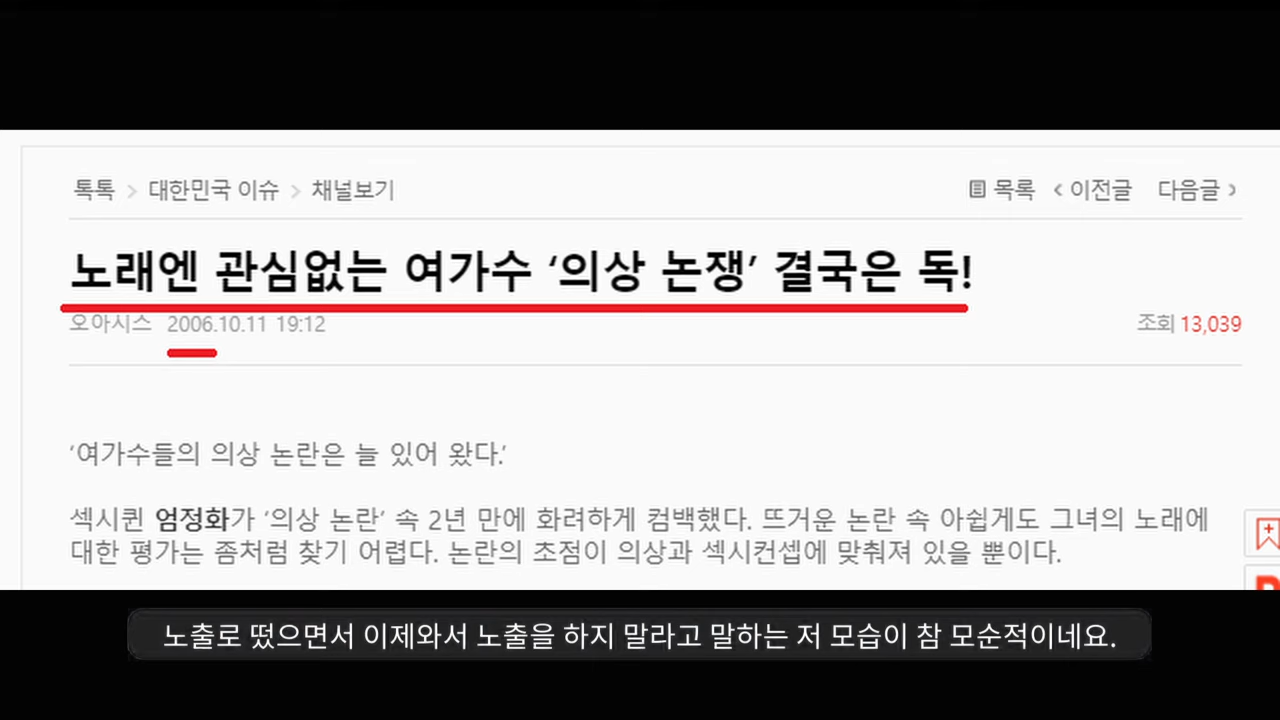 톡톡 > 대한민국 이슈 > 채널보기
목록 < 이전글 다음글 >
노래엔 관심없는 여가수 ‘의상 논쟁’ 결국은 독!
오아시스 2006.10.11 19:12
조회 13,039
‘여가수들의 의상 논란은 늘 있어 왔다.’
섹시퀸 엄정화가 ‘의상 논란’ 속 2년 만에 화려하게 컴백했다. 뜨거운 논란 속 아쉽게도 그녀의 노래에
대한 평가는 좀처럼 찾기 어렵다. 논란의 초점이 의상과 섹시컨셉에 맞춰져 있을 뿐이다.
노출로 떴으면서 이제와서 노출을 하지 말라고 말하는 저 모습이 참 모순적이네요.